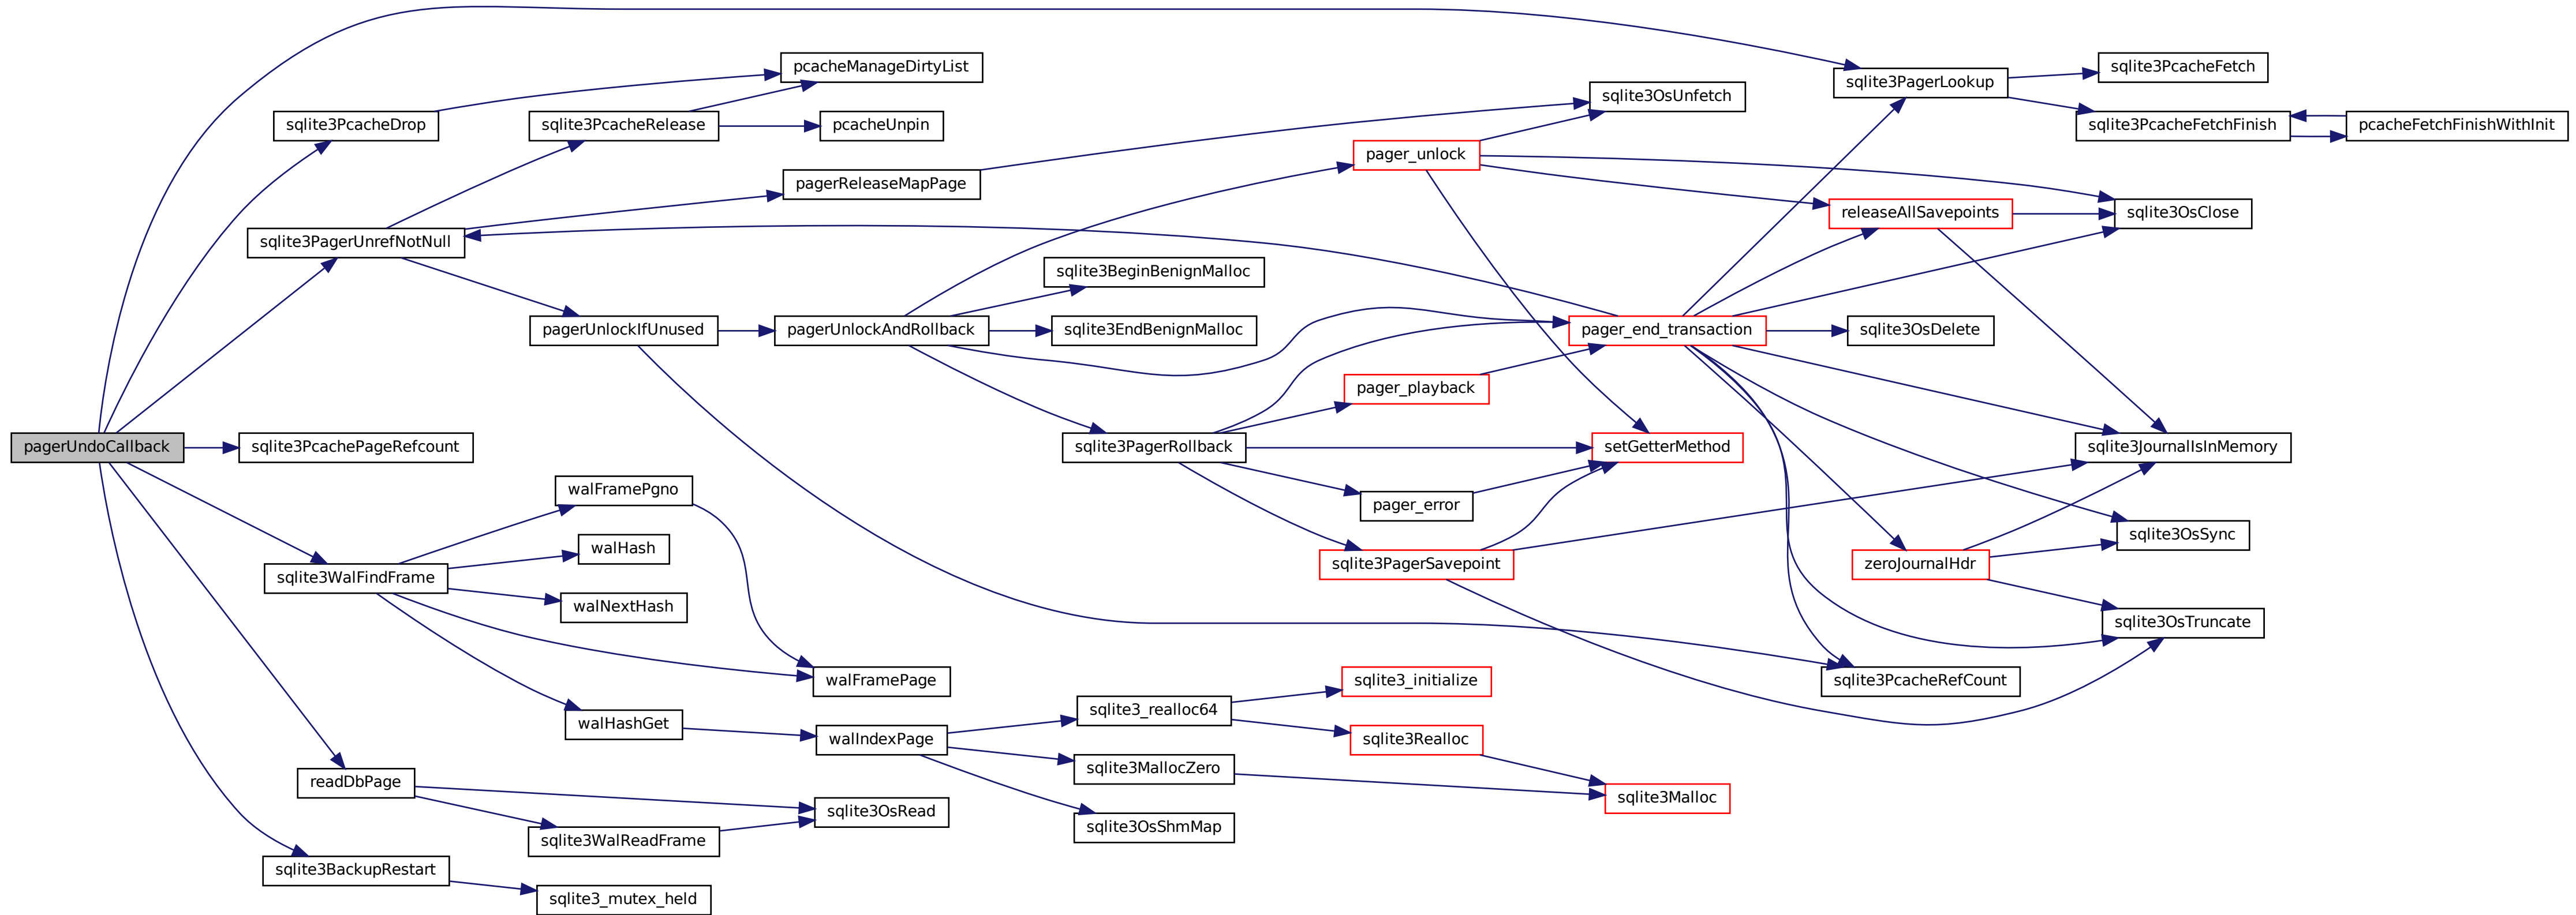 pagerUndoCallback
sqlite3PcacheDrop
sqlite3PagerUnrefNotNull
sqlite3PcachePageRefcount
sqlite3WalFindFrame
readDbPage
sqlite3BackupRestart
sqlite3PcacheRelease
pagerUnlockIfUnused
walFramePgno
walHash
walNextHash
walHashGet
sqlite3WalReadFrame
sqlite3_mutex_held
pcacheManageDirtyList
pcacheUnpin
pagerReleaseMapPage
pagerUnlockAndRollback
walFramePage
walIndexPage
sqlite3OsRead
sqlite3BeginBenignMalloc
sqlite3EndBenignMalloc
sqlite3PagerRollback
sqlite3_realloc64
sqlite3MallocZero
sqlite3OsShmMap
pager_unlock
pager_playback
pager_error
sqlite3PagerSavepoint
sqlite3_initialize
sqlite3Realloc
sqlite3OsUnfetch
pager_end_transaction
setGetterMethod
sqlite3Malloc
sqlite3PagerLookup
releaseAllSavepoints
sqlite3OsDelete
zeroJournalHdr
sqlite3PcacheRefCount
sqlite3PcacheFetch
sqlite3PcacheFetchFinish
sqlite3OsClose
sqlite3JournalIsInMemory
sqlite3OsSync
sqlite3OsTruncate
pcacheFetchFinishWithInit